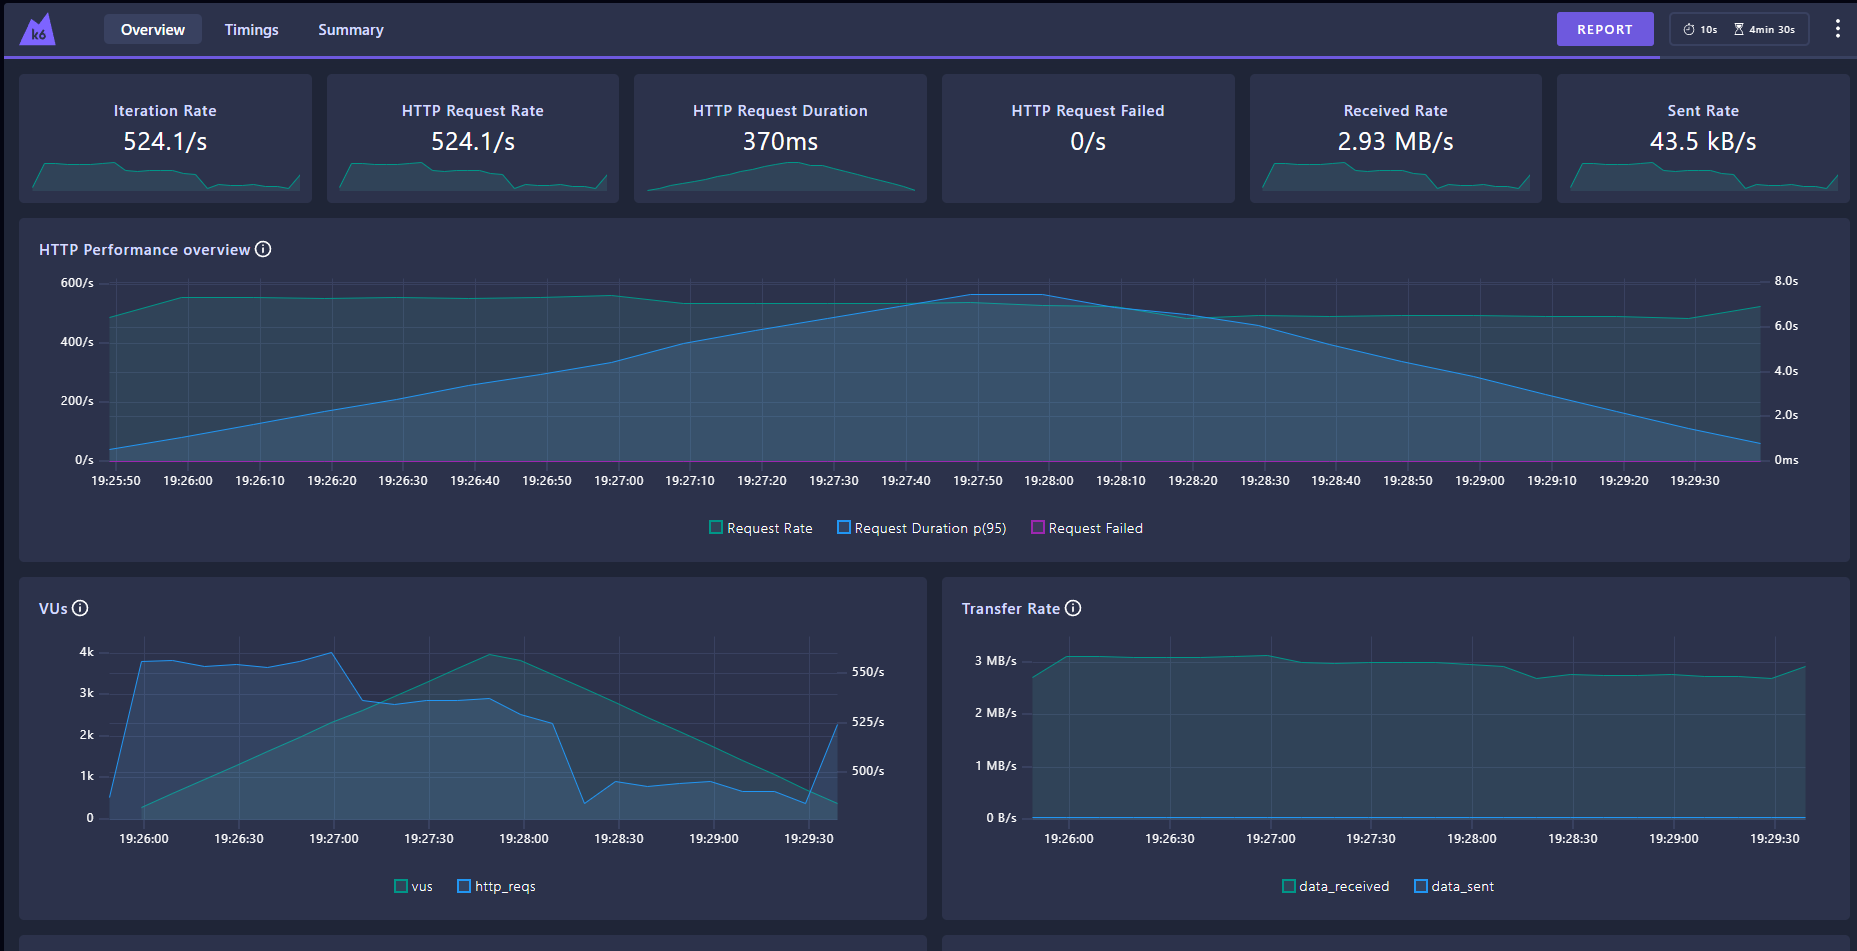 k6
Overview Timings Summary REPORT 10s 4min 30s
Iteration Rate
524.1/s
HTTP Request Rate
524.1/s
HTTP Request Duration
370ms
HTTP Request Failed
0/s
Received Rate
2.93 MB/s
Sent Rate
43.5 kB/s
HTTP Performance overview
600/s 8.0s
6.0s
400/s
4.0s
200/s
2.0s
0/s 0ms
19:25:50 19:26:00 19:26:10 19:26:20 19:26:30 19:26:40 19:26:50 19:27:00 19:27:10 19:27:20 19:27:30 19:27:40 19:27:50 19:28:00 19:28:10 19:28:20 19:28:30 19:28:40 19:28:50 19:29:00 19:29:10 19:29:20 19:29:30
Request Rate Request Duration p(95) Request Failed
VUs
4k
550/s
3k
525/s
2k
1k
500/s
0
19:26:00 19:26:30 19:27:00 19:27:30 19:28:00 19:28:30 19:29:00 19:29:30
vus http_reqs
Transfer Rate
3 MB/s
2 MB/s
1 MB/s
0 B/s
19:26:00 19:26:30 19:27:00 19:27:30 19:28:00 19:28:30 19:29:00 19:29:30
data_received data_sent